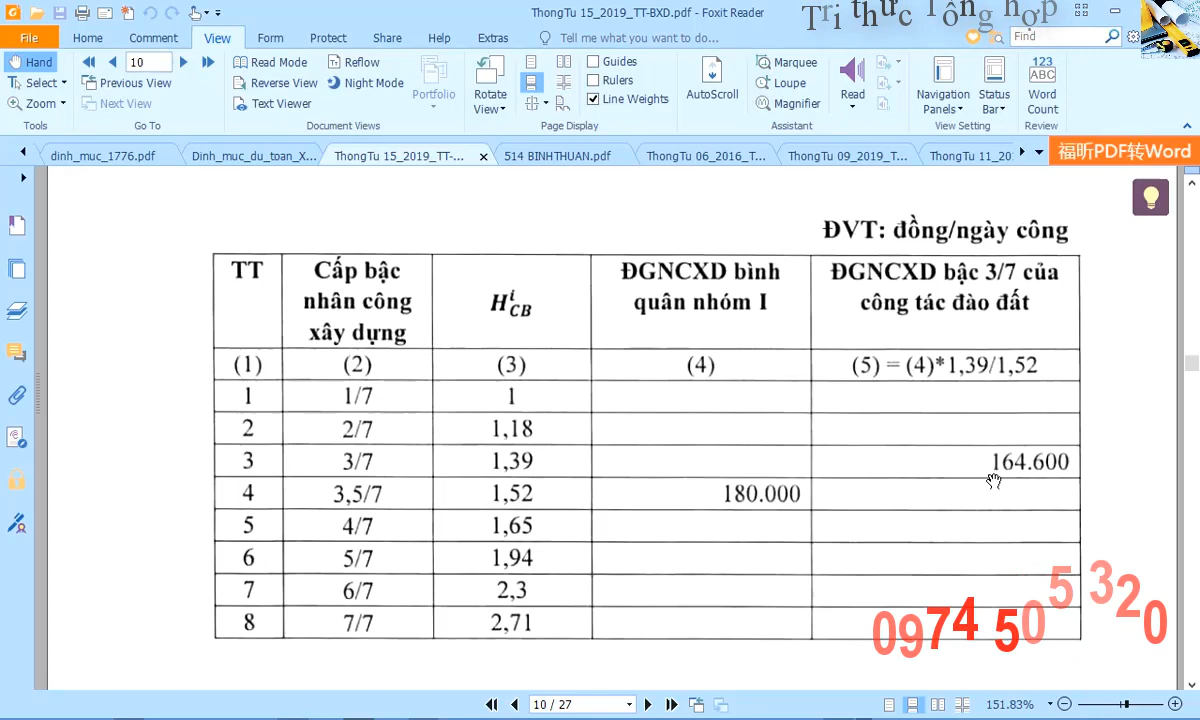 ThongTu 15_2019_TT-BXD.pdf - Foxit Reader
Tri thức Tổng hợp
File Home Comment View Form Protect Share Help Extras Tell me what you want to do... Find
Hand
Select
Zoom
Tools
10
Previous View
Next View
Go To
Read Mode
Reverse View
Text Viewer
Reflow
Night Mode
Portfolio
Document Views
Rotate View
Guides
Rulers
Line Weights
Page Display
AutoScroll
Marquee
Loupe
Magnifier
Assistant
Read
Navigation Panels
Status Bar
View Setting
123
ABC
Word Count
Review
dinh_muc_1776.pdf Dinh_muc_du_toan_X... ThongTu 15_2019_TT-... 514 BINHTHUAN.pdf ThongTu 06_2016_T... ThongTu 09_2019_T... ThongTu 11_20
福昕PDF转Word
ĐVT: đồng/ngày công
TT Cấp bậc nhân công xây dựng H^i_CB ĐGNCXD bình quân nhóm I ĐGNCXD bậc 3/7 của công tác đào đất
(1) (2) (3) (4) (5) = (4)*1,39/1,52
1 1/7 1
2 2/7 1,18
3 3/7 1,39 164.600
4 3,5/7 1,52 180.000
5 4/7 1,65
6 5/7 1,94
7 6/7 2,3
8 7/7 2,71
0974 505 320
10 / 27
151.83%